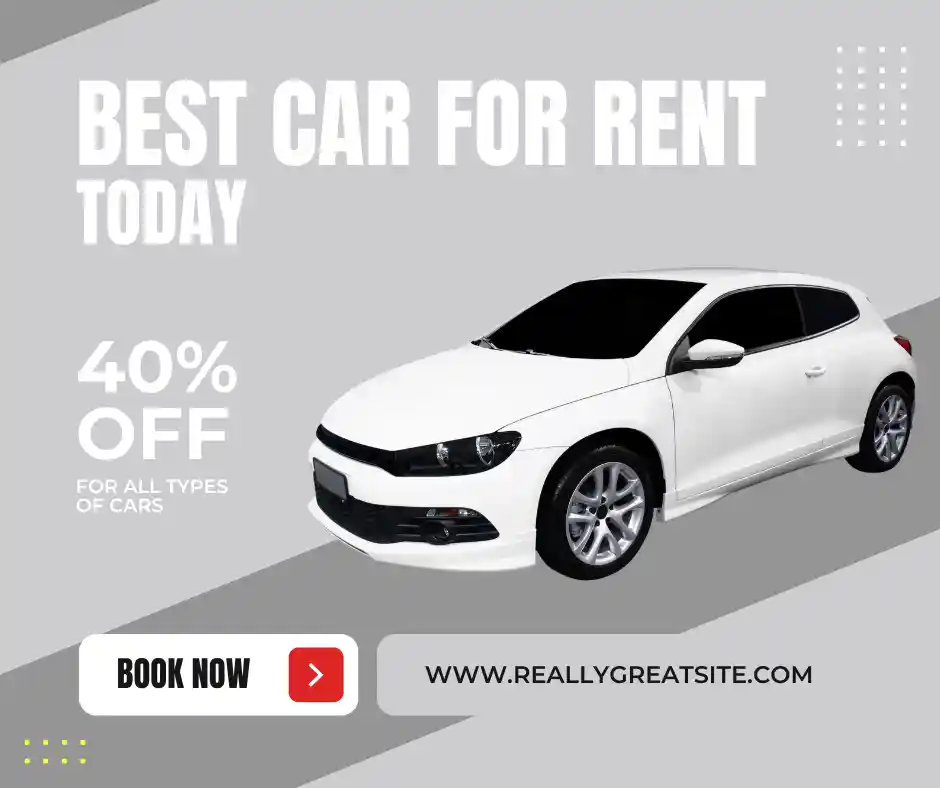 BEST CAR FOR RENT
TODAY
40%
OFF
FOR ALL TYPES
OF CARS
BOOK NOW
WWW.REALLYGREATSITE.COM